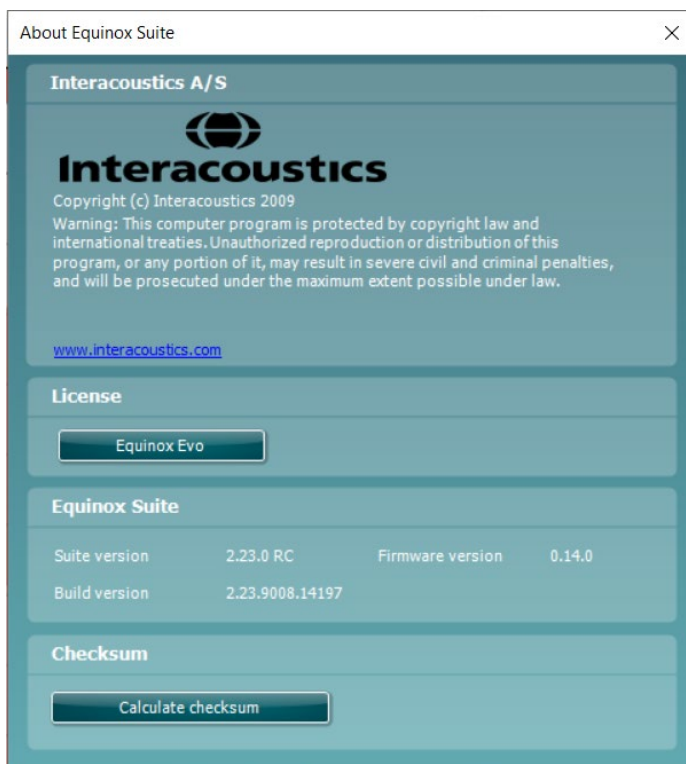 About Equinox Suite
Interacoustics A/S
Interacoustics
Copyright (c) Interacoustics 2009
Warning: This computer program is protected by copyright law and
international treaties. Unauthorized reproduction or distribution of this
program, or any portion of it, may result in severe civil and criminal penalties,
and will be prosecuted under the maximum extent possible under law.
www.interacoustics.com
License
Equinox Evo
Equinox Suite
Suite version 2.23.0 RC Firmware version 0.14.0
Build version 2.23.9008.14197
Checksum
Calculate checksum